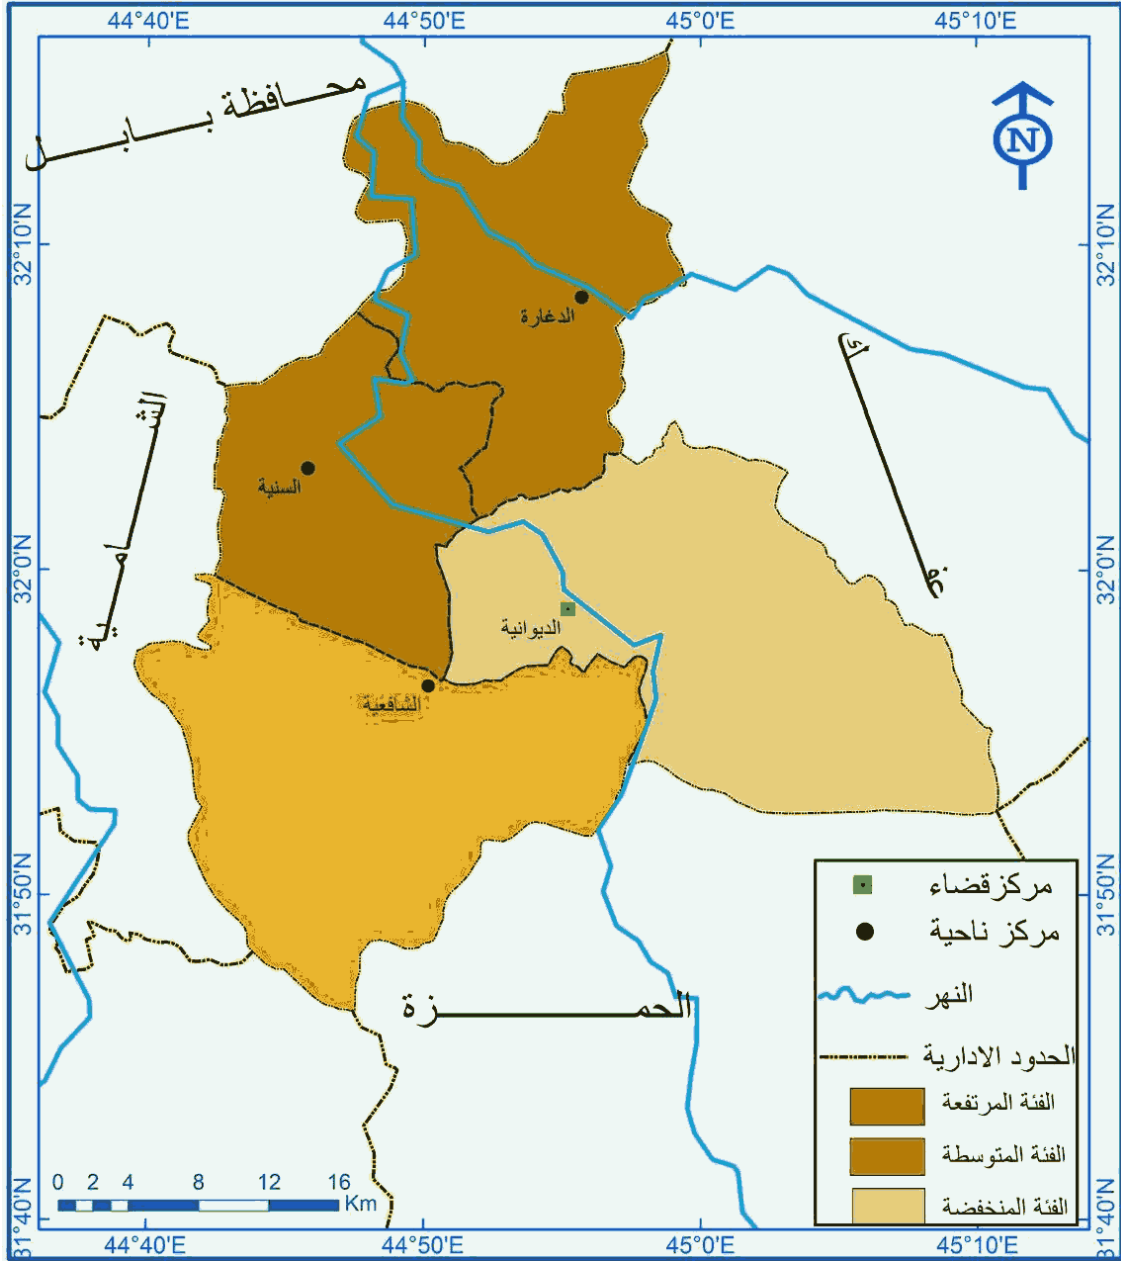 44°40'E 44°50'E 45°0'E 45°10'E
محافظة بابل
N
32°10'N 32°10'N
الدغارة
عفك
الشامية
السنية
32°0'N 32°0'N
الديوانية
الشافعية
31°50'N 31°50'N
مركزقضاء
مركز ناحية
النهر
الحدود الادارية
الفئة المرتفعة
الفئة المتوسطة
الفئة المنخفضة
الحمزة
0 2 4 8 12 16
Km
31°40'N 31°40'N
44°40'E 44°50'E 45°0'E 45°10'E